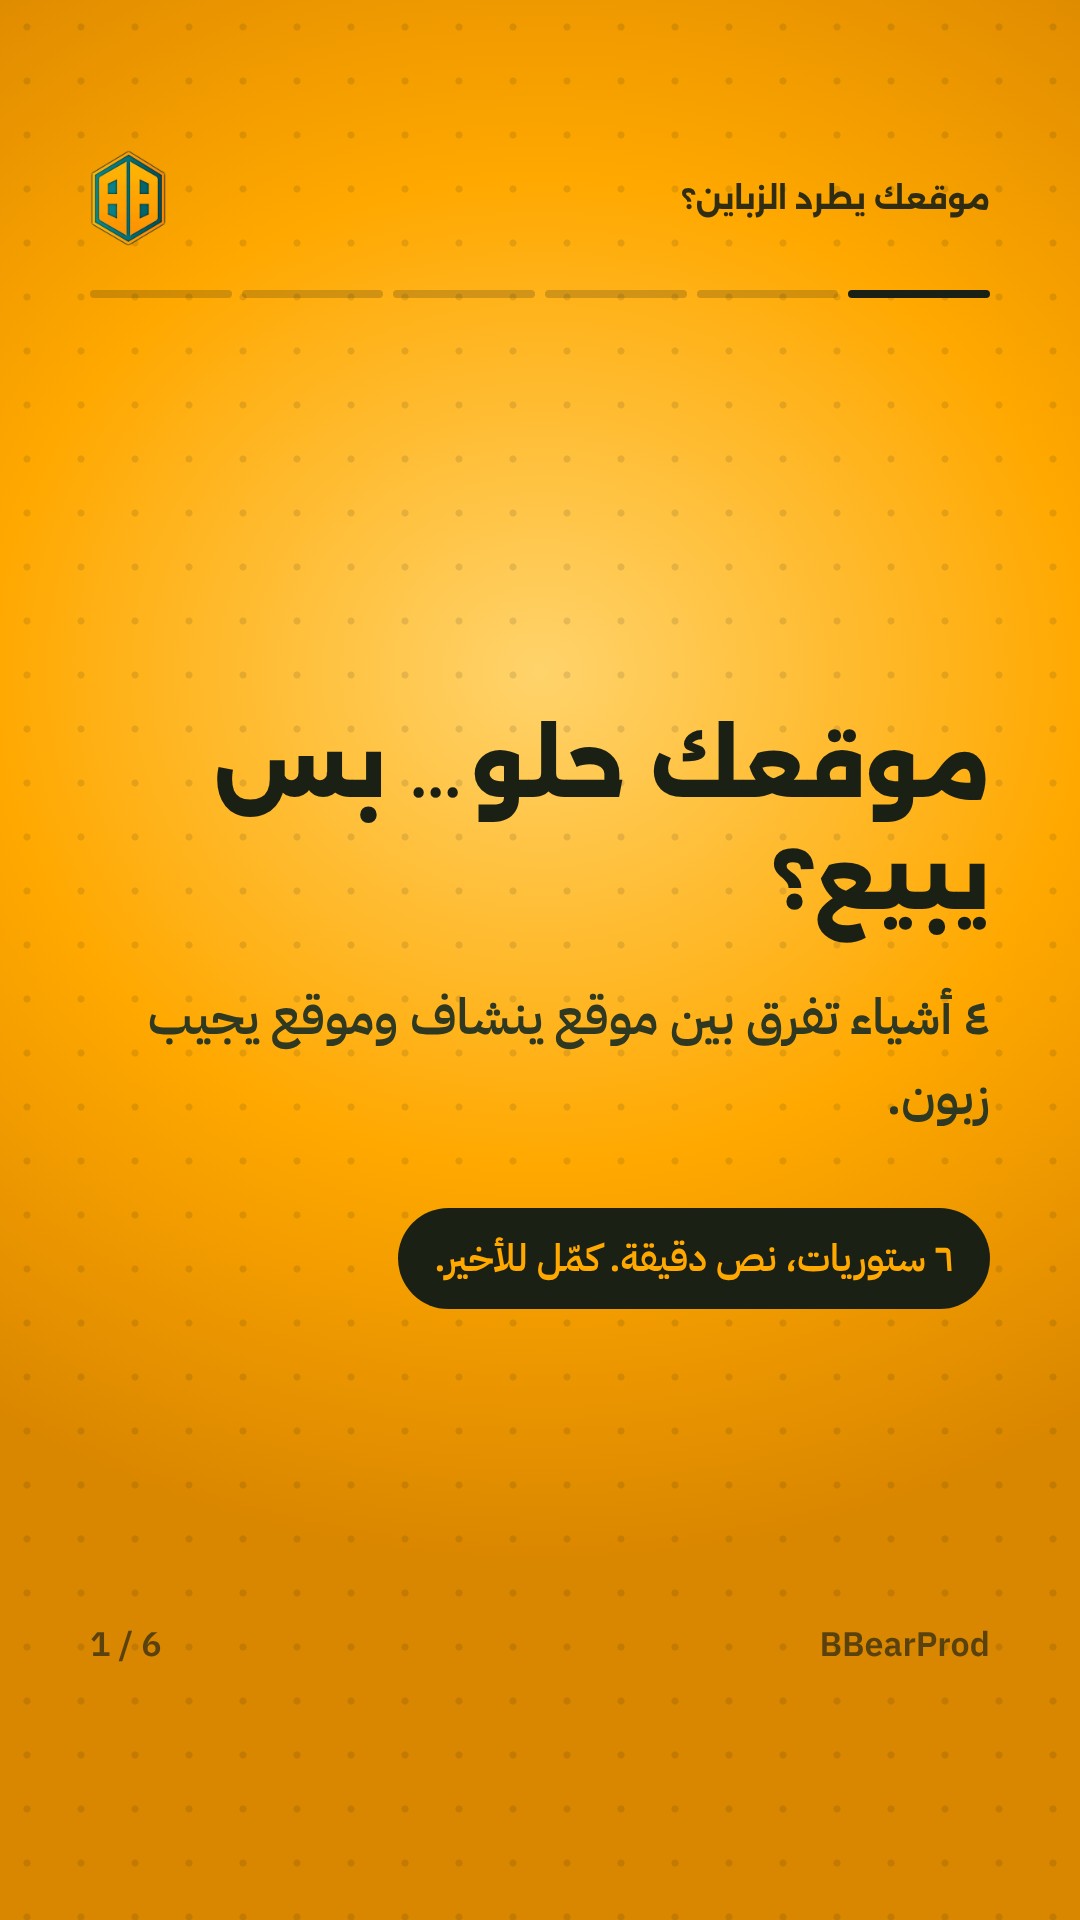 موقعك يطرد الزباين؟
موقعك حلو... بس
يبيع؟
٤ أشياء تفرق بين موقع ينشاف وموقع يجيب
زبون.
٦ ستوريات، نص دقيقة. كمّل للأخير.
BBearProd
1 / 6